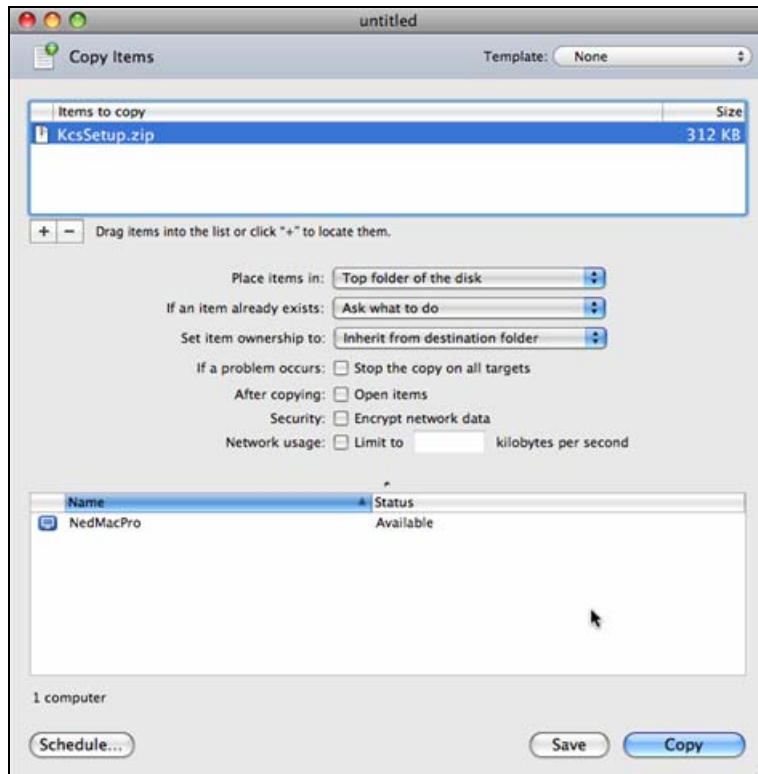 untitled
Copy Items Template: None
Items to copy Size
KcsSetup.zip 312 KB
+ − Drag items into the list or click "+" to locate them.
Place items in: Top folder of the disk
If an item already exists: Ask what to do
Set item ownership to: Inherit from destination folder
If a problem occurs: Stop the copy on all targets
After copying: Open items
Security: Encrypt network data
Network usage: Limit to kilobytes per second
Name Status
NedMacPro Available
1 computer
Schedule... Save Copy